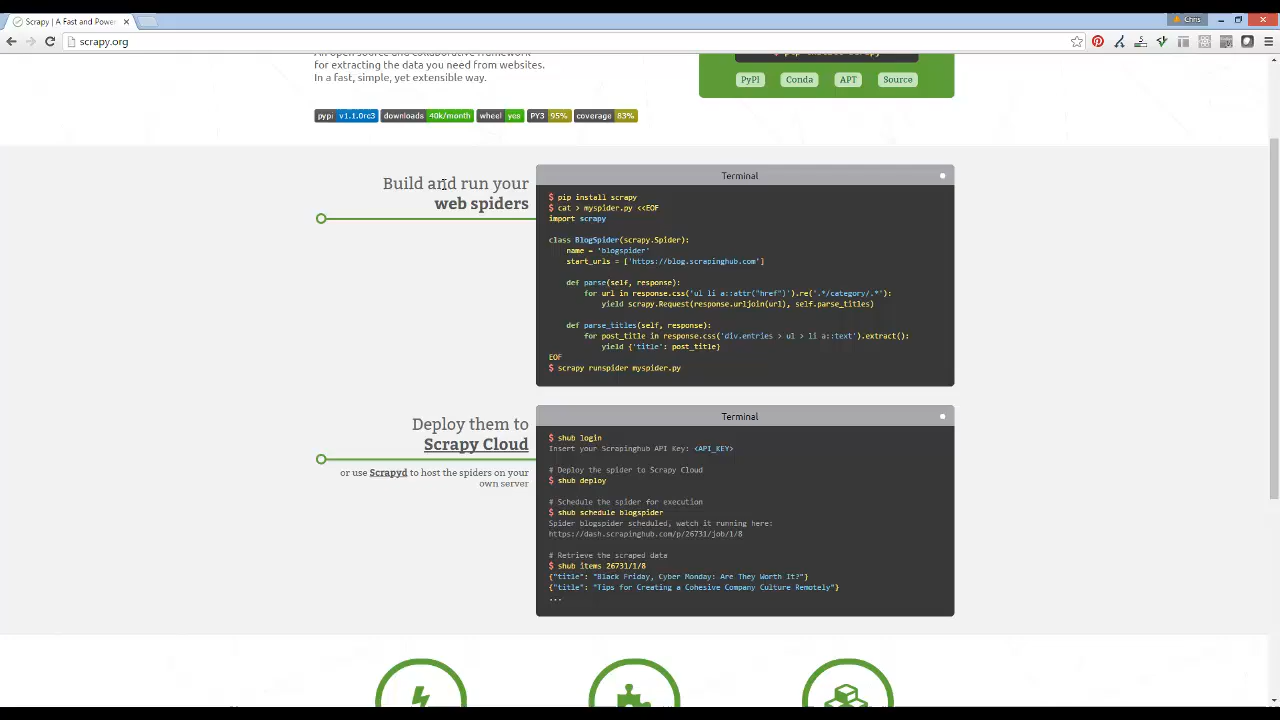 Scrapy | A Fast and Power
Chris
scrapy.org
for extracting the data you need from websites.
In a fast, simple, yet extensible way.
PyPI
Conda
APT
Source
pypi v1.1.0rc3
downloads 40k/month
wheel yes
PY3 95%
coverage 83%
Build and run your
web spiders
Terminal
$ pip install scrapy
$ cat > myspider.py <<EOF
import scrapy
class BlogSpider(scrapy.Spider):
name = 'blogspider'
start_urls = ['https://blog.scrapinghub.com']
def parse(self, response):
for url in response.css('ul li a::attr("href")').re('.*/category/.*'):
yield scrapy.Request(response.urljoin(url), self.parse_titles)
def parse_titles(self, response):
for post_title in response.css('div.entries > ul > li a::text').extract():
yield {'title': post_title}
EOF
$ scrapy runspider myspider.py
Deploy them to
Scrapy Cloud
or use Scrapyd to host the spiders on your
own server
Terminal
$ shub login
Insert your Scrapinghub API Key: <API_KEY>
# Deploy the spider to Scrapy Cloud
$ shub deploy
# Schedule the spider for execution
$ shub schedule blogspider
Spider blogspider scheduled, watch it running here:
https://dash.scrapinghub.com/p/26731/job/1/8
# Retrieve the scraped data
$ shub items 26731/1/8
{"title": "Black Friday, Cyber Monday: Are They Worth It?"}
{"title": "Tips for Creating a Cohesive Company Culture Remotely"}
...